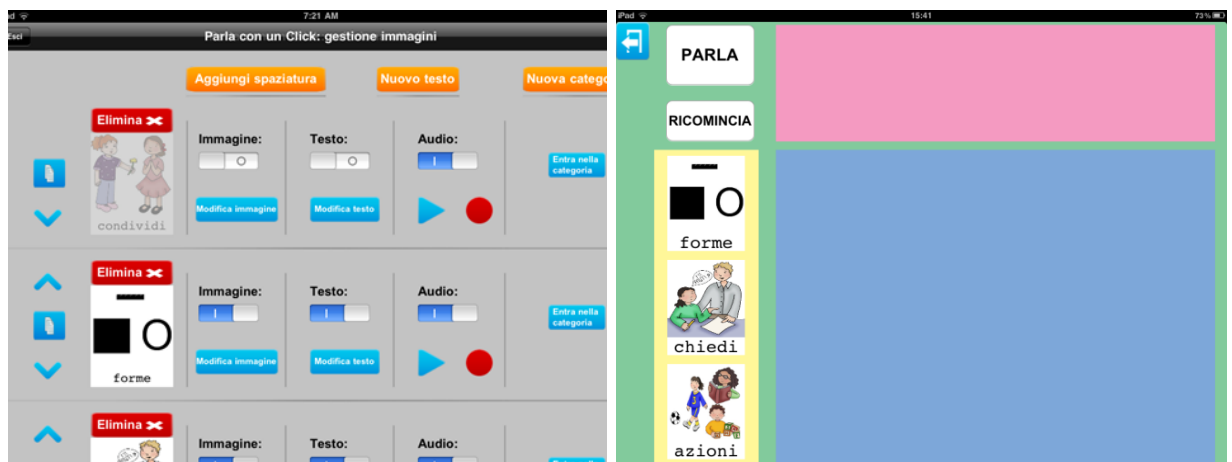 7:21 AM
Esci
Parla con un Click: gestione immagini
Aggiungi spaziatura
Nuovo testo
Nuova catego
Elimina
Immagine:
Testo:
Audio:
Entra nella
categoria
Modifica immagine
Modifica testo
condividi
Elimina
Immagine:
Testo:
Audio:
Entra nella
categoria
Modifica immagine
Modifica testo
forme
Elimina
Immagine:
Testo:
Audio:
iPad
15:41
73%
PARLA
RICOMINCIA
forme
chiedi
azioni